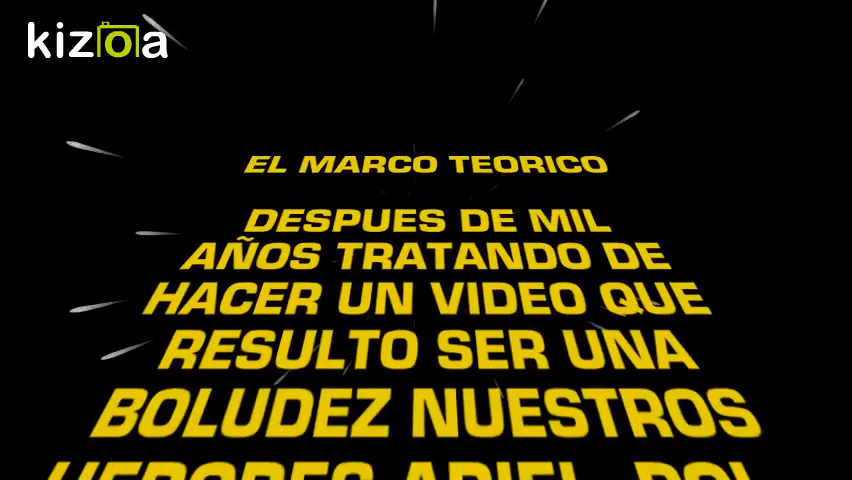 kizoa
EL MARCO TEORICO
DESPUES DE MIL
AÑOS TRATANDO DE
HACER UN VIDEO QUE
RESULTO SER UNA
BOLUDEZ NUESTROS